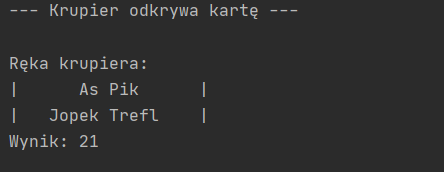 --- Krupier odkrywa kartę ---
Ręka krupiera:
|      As Pik      |
|   Jopek Trefl    |
Wynik: 21